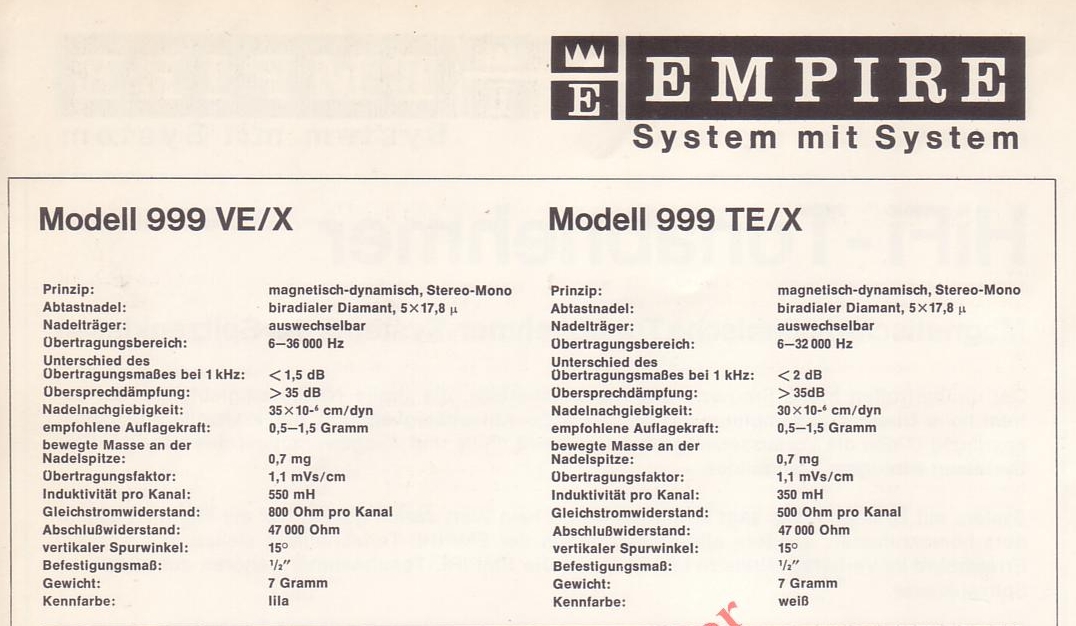 E EMPIRE
System mit System
Modell 999 VE/X
Prinzip: magnetisch-dynamisch, Stereo-Mono
Abtastnadel: biradialer Diamant, 5×17,8 μ
Nadelträger: auswechselbar
Übertragungsbereich: 6–36 000 Hz
Unterschied des
Übertragungsmaßes bei 1 kHz: < 1,5 dB
Übersprechdämpfung: > 35 dB
Nadelnachgiebigkeit: 35×10-⁶ cm/dyn
empfohlene Auflagekraft: 0,5–1,5 Gramm
bewegte Masse an der
Nadelspitze: 0,7 mg
Übertragungsfaktor: 1,1 mVs/cm
Induktivität pro Kanal: 550 mH
Gleichstromwiderstand: 800 Ohm pro Kanal
Abschlußwiderstand: 47 000 Ohm
vertikaler Spurwinkel: 15°
Befestigungsmaß: ½″
Gewicht: 7 Gramm
Kennfarbe: lila
Modell 999 TE/X
Prinzip: magnetisch-dynamisch, Stereo-Mono
Abtastnadel: biradialer Diamant, 5×17,8 μ
Nadelträger: auswechselbar
Übertragungsbereich: 6–32 000 Hz
Unterschied des
Übertragungsmaßes bei 1 kHz: < 2 dB
Übersprechdämpfung: > 35dB
Nadelnachgiebigkeit: 30×10-⁶ cm/dyn
empfohlene Auflagekraft: 0,5–1,5 Gramm
bewegte Masse an der
Nadelspitze: 0,7 mg
Übertragungsfaktor: 1,1 mVs/cm
Induktivität pro Kanal: 350 mH
Gleichstromwiderstand: 500 Ohm pro Kanal
Abschlußwiderstand: 47 000 Ohm
vertikaler Spurwinkel: 15°
Befestigungsmaß: ½″
Gewicht: 7 Gramm
Kennfarbe: weiß